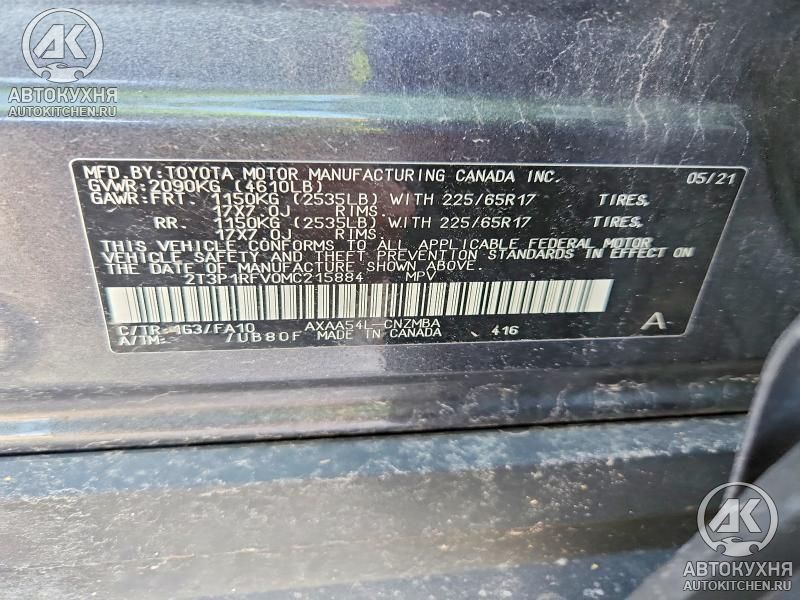 AK
АВТОКУХНЯ
AUTOKITCHEN.RU
MFD.BY:TOYOTA MOTOR MANUFACTURING CANADA INC. 05/21
GVWR:2090KG (4610LB)
GAWR:FRT. 1150KG (2535LB) WITH 225/65R17 TIRES,
17X7.0J RIMS
RR. 1150KG (2535LB) WITH 225/65R17 TIRES,
17X7.0J RIMS.
THIS VEHICLE CONFORMS TO ALL APPLICABLE FEDERAL MOTOR
VEHICLE SAFETY AND THEFT PREVENTION STANDARDS IN EFFECT ON
THE DATE OF MANUFACTURE SHOWN ABOVE.
2T3P1RFV0MC215884 MPV
C/TR:1G3/FA10 AXAA54L-CNZMBA 416 A
A/TM: /UB80F MADE IN CANADA
AK
АВТОКУХНЯ
AUTOKITCHEN.RU